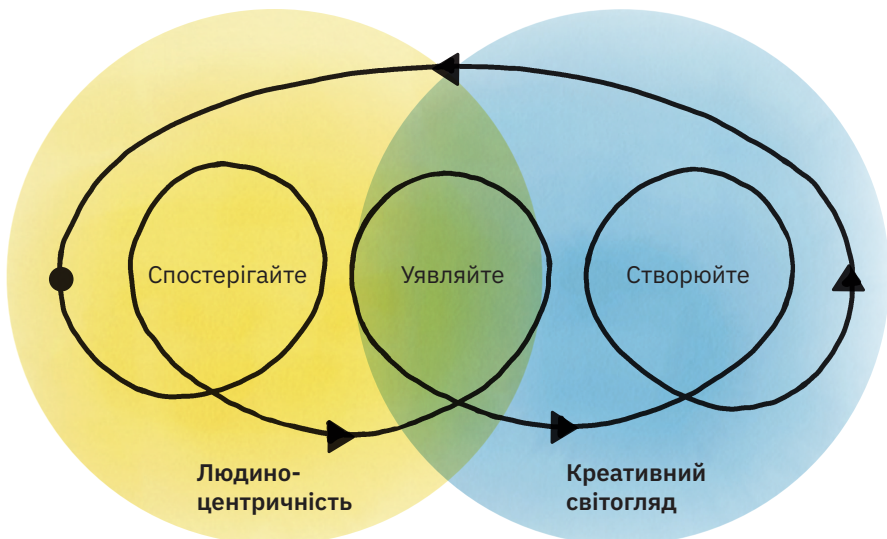 Спостерігайте
Уявляйте
Створюйте
Людино-
центричність
Креативний
світогляд